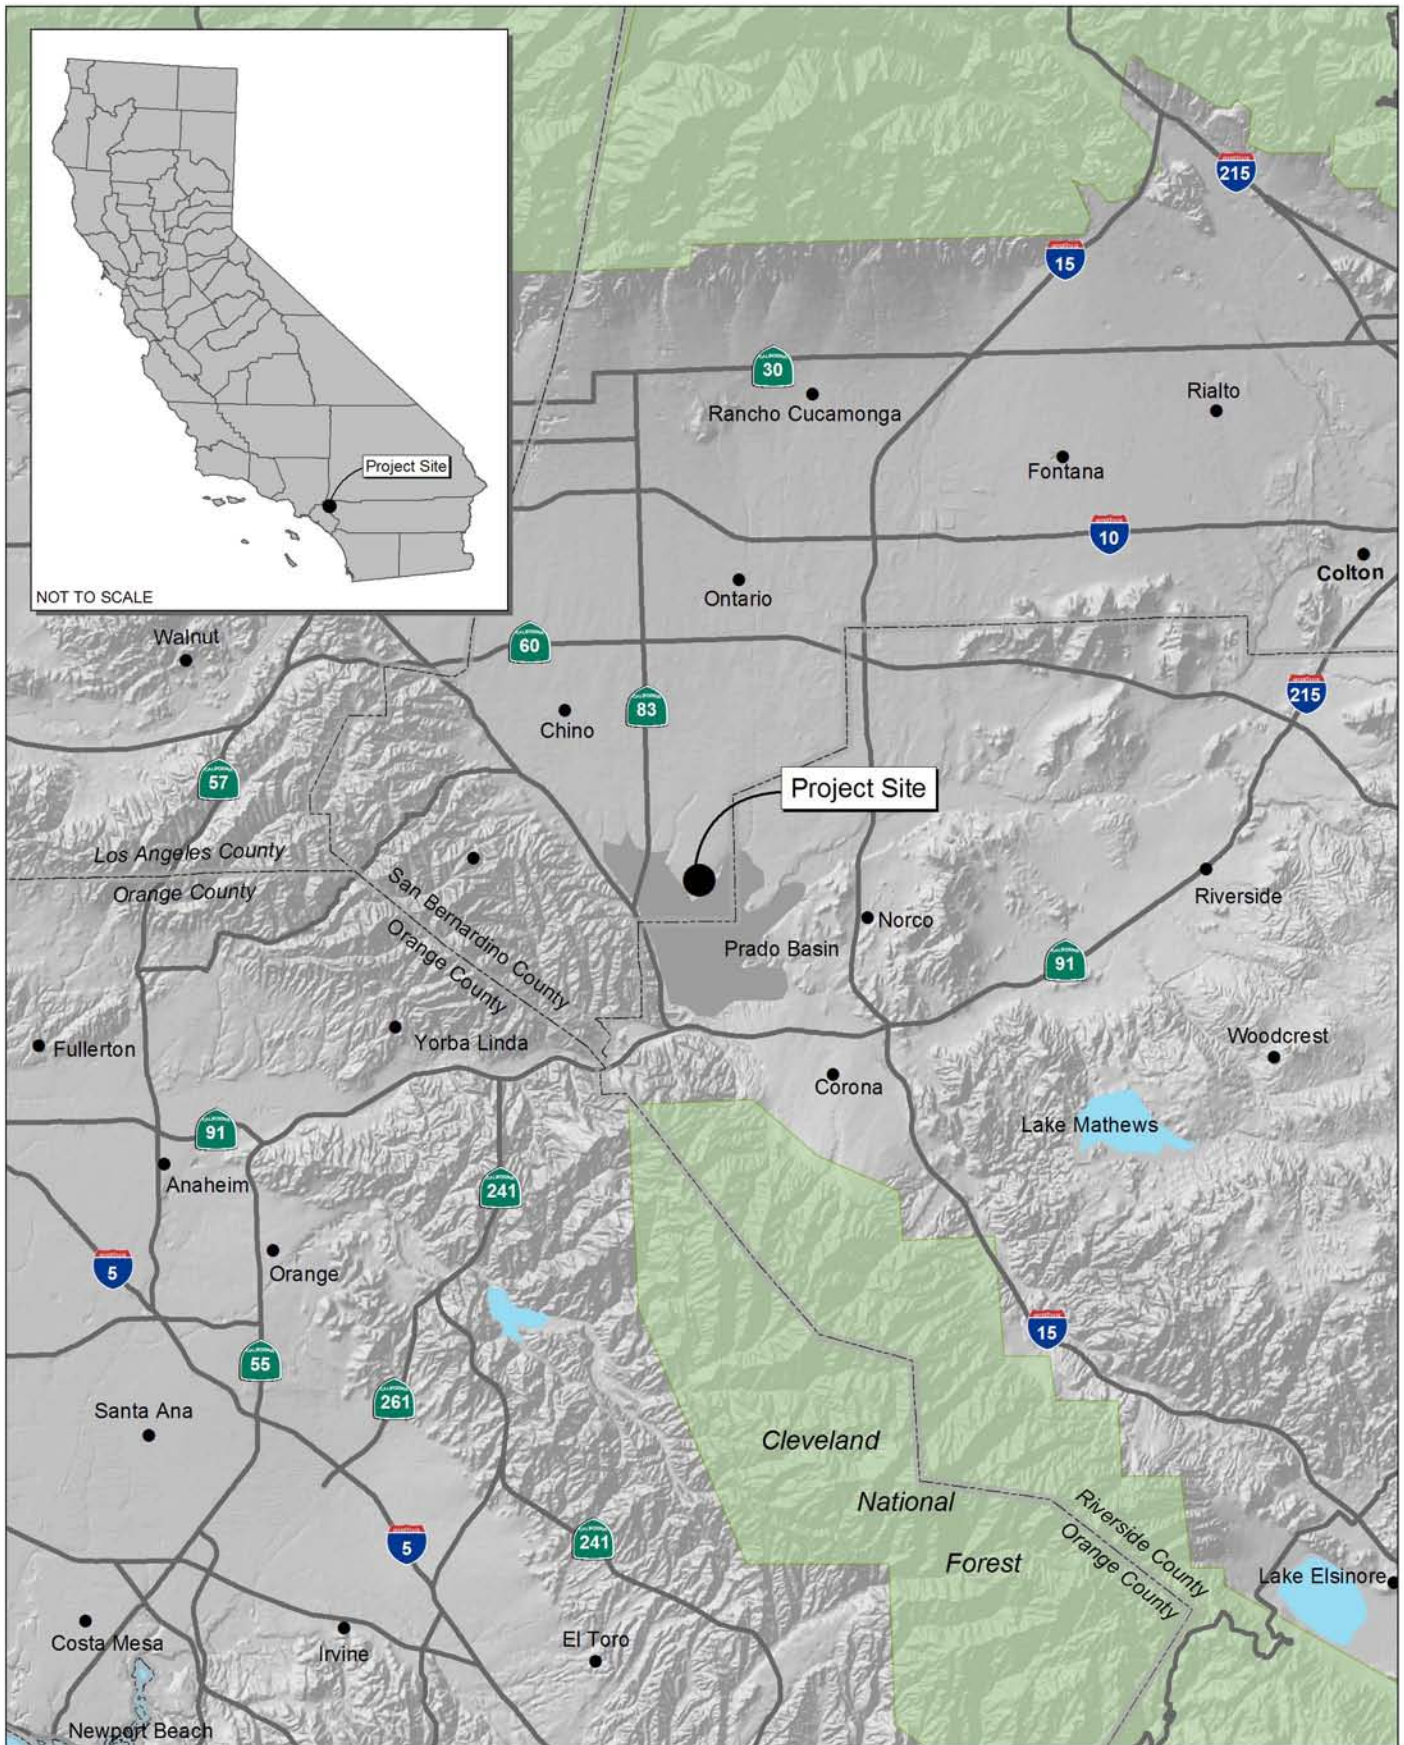 215
15
30
Rancho Cucamonga
Rialto
Fontana
Project Site
10
Colton
Ontario
NOT TO SCALE
Walnut
60
215
83
Chino
57
Project Site
Los Angeles County
Orange County
San Bernardino County
Orange County
Riverside
Norco
Prado Basin
91
Yorba Linda
Fullerton
Woodcrest
Corona
Lake Mathews
91
Anaheim
241
5
Orange
15
55
261
Santa Ana
Cleveland
National
Forest
Riverside County
Orange County
5
241
Lake Elsinore
Costa Mesa
Irvine
El Toro
Newport Beach